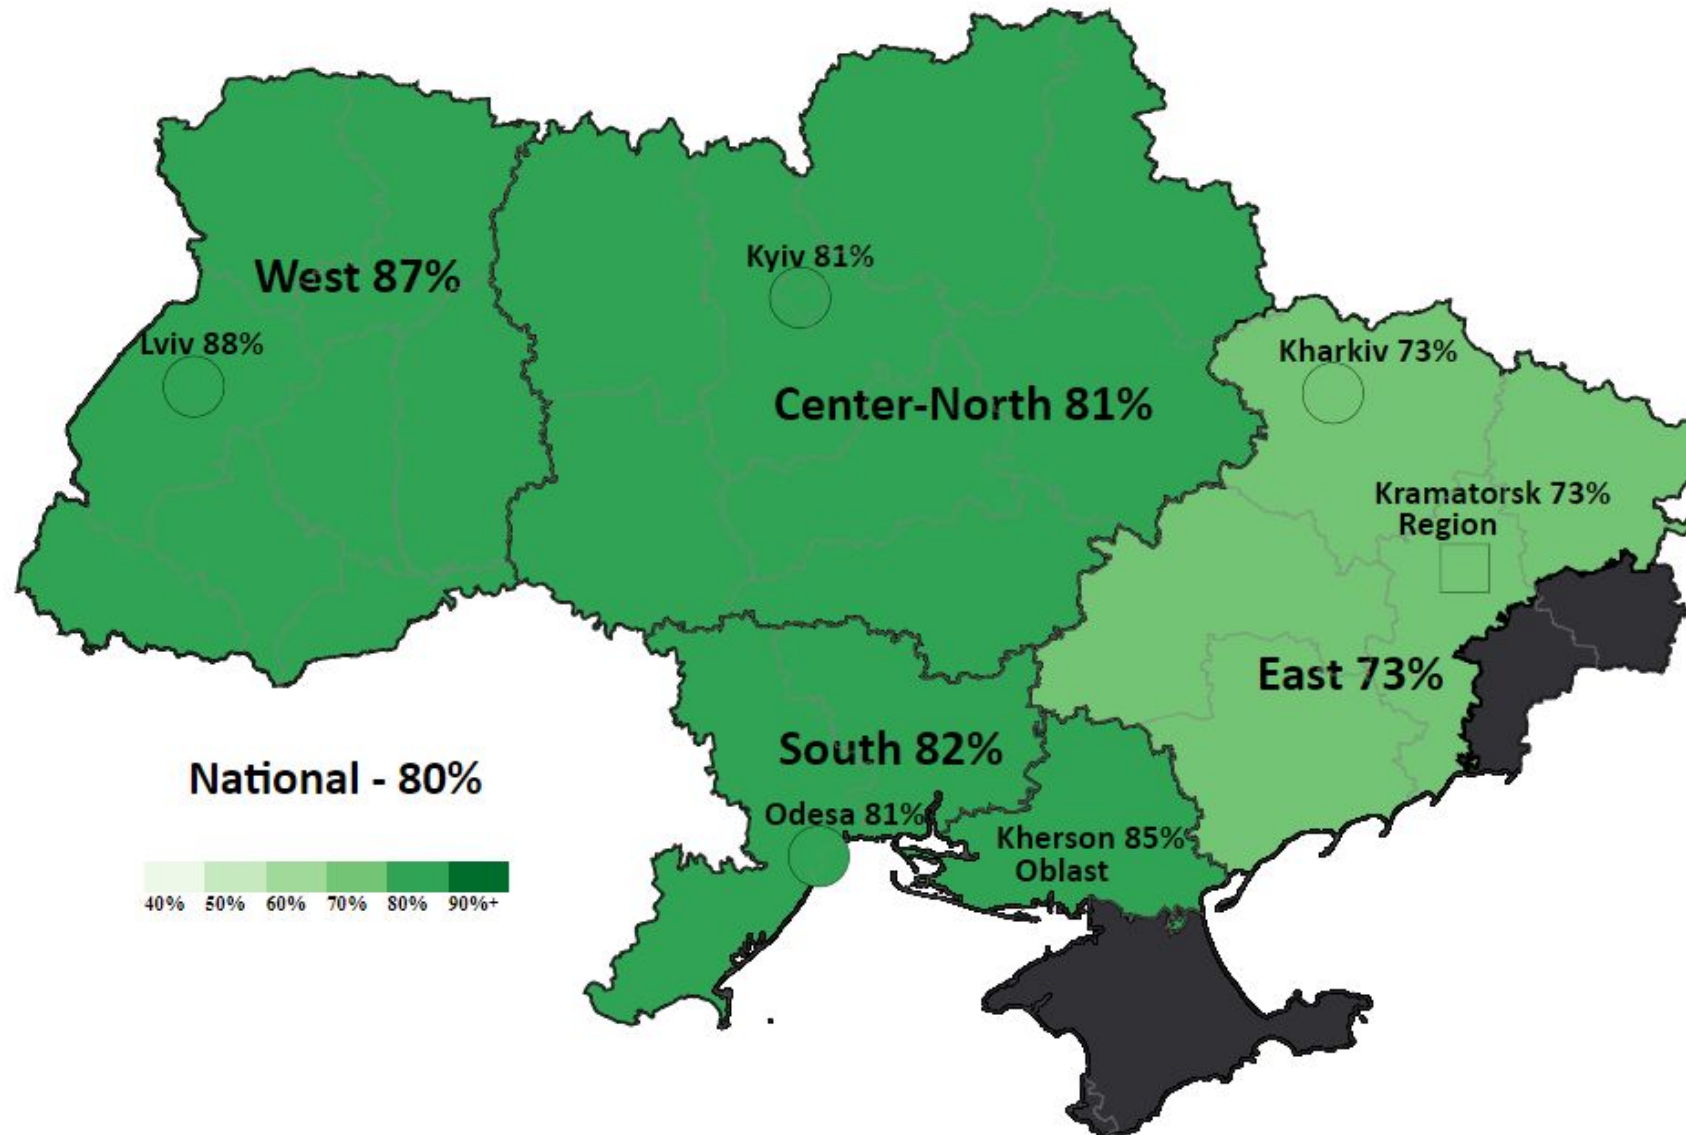 Kyiv 81%
West 87%
Lviv 88%
Kharkiv 73%
Center-North 81%
Kramatorsk 73%
Region
East 73%
South 82%
National - 80%
Odesa 81%
Kherson 85%
Oblast
40% 50% 60% 70% 80% 90%+